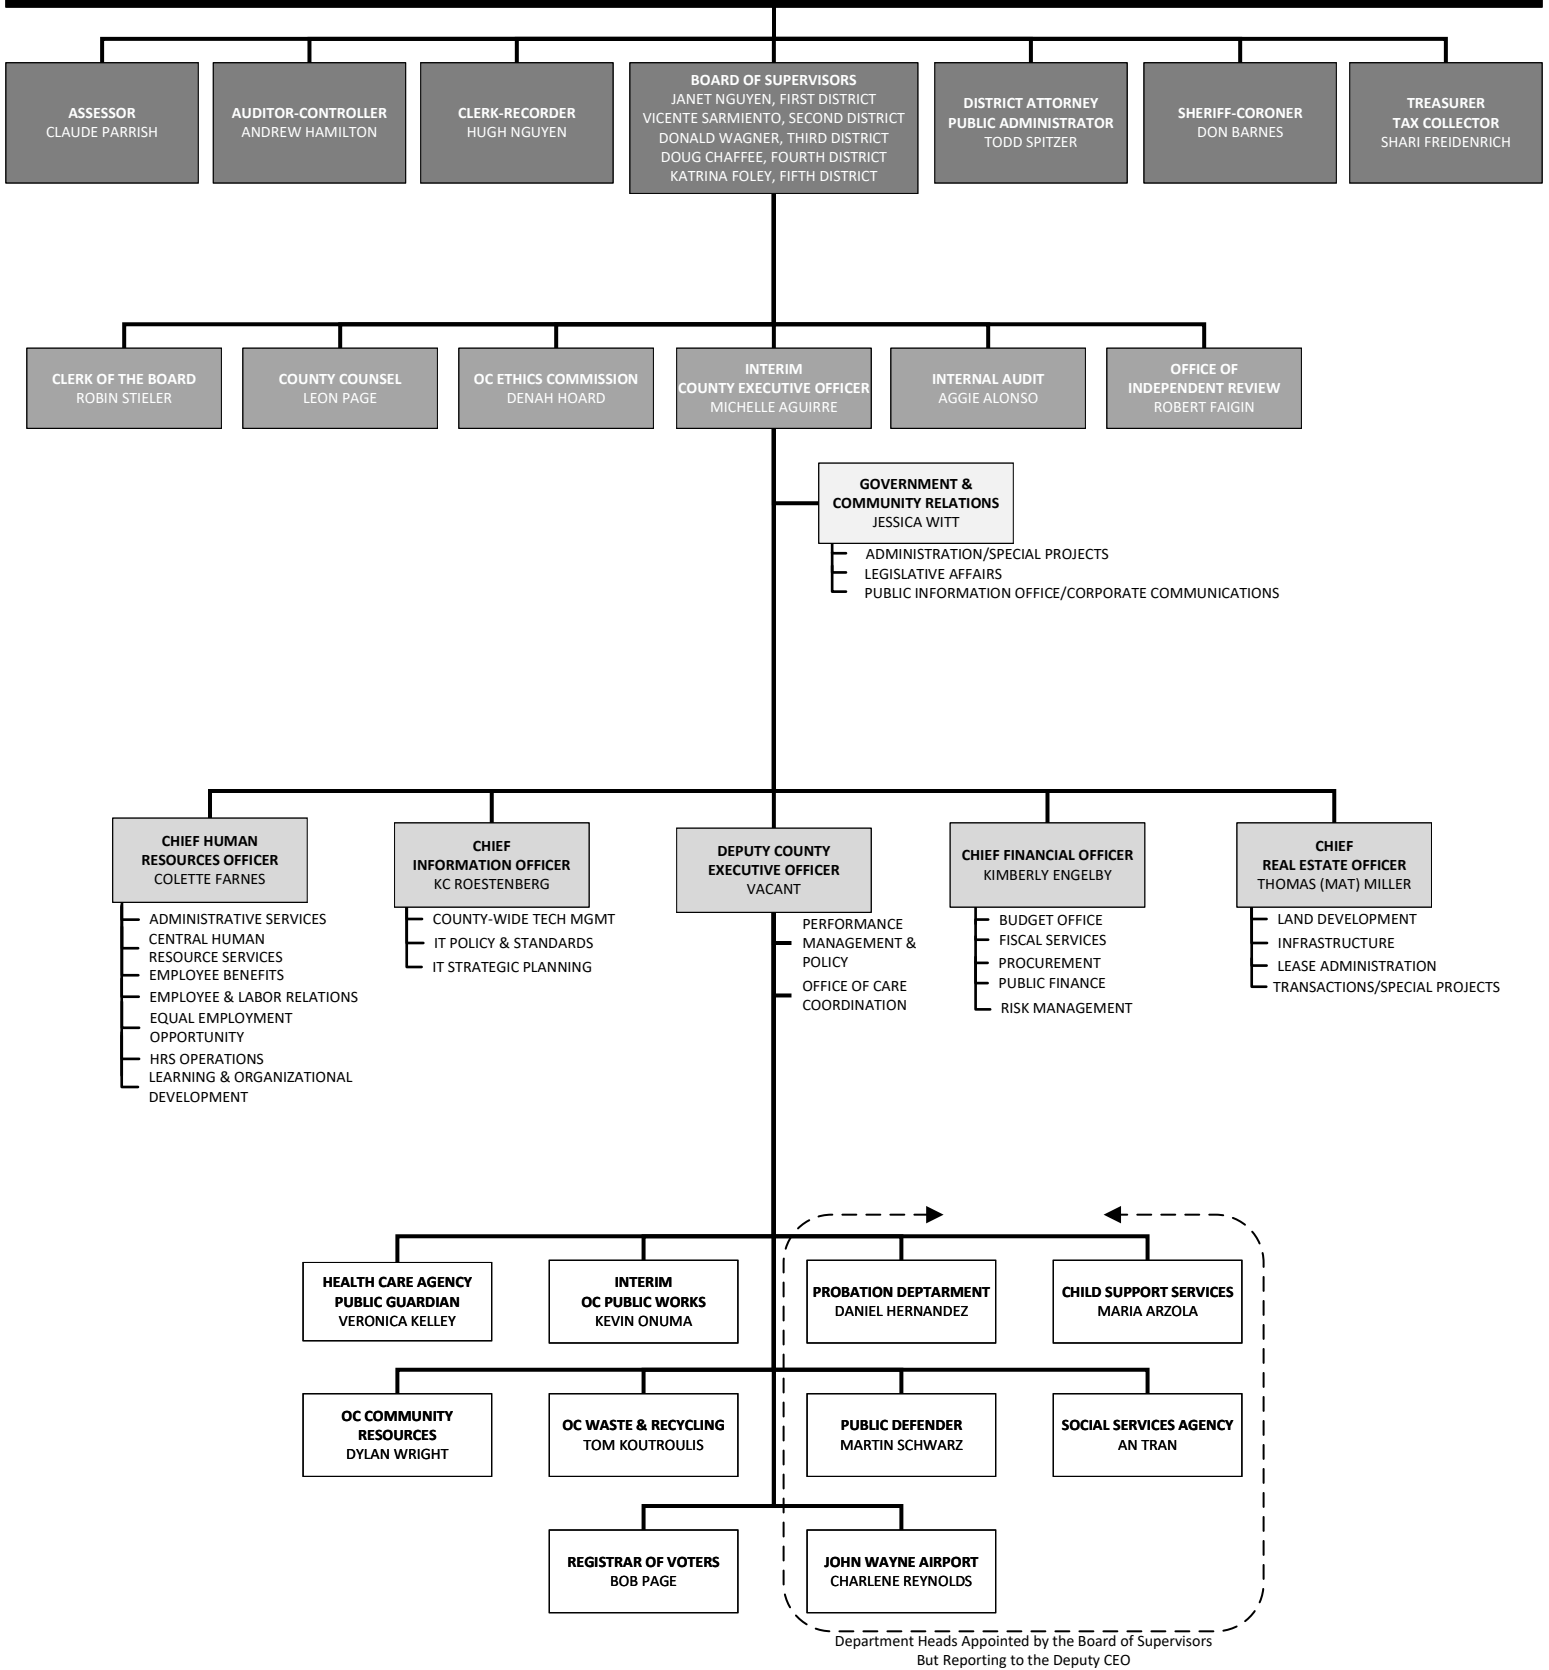 ASSESSOR
CLAUDE PARRISH
AUDITOR-CONTROLLER
ANDREW HAMILTON
CLERK-RECORDER
HUGH NGUYEN
BOARD OF SUPERVISORS
JANET NGUYEN, FIRST DISTRICT
VICENTE SARMIENTO, SECOND DISTRICT
DONALD WAGNER, THIRD DISTRICT
DOUG CHAFFEE, FOURTH DISTRICT
KATRINA FOLEY, FIFTH DISTRICT
DISTRICT ATTORNEY
PUBLIC ADMINISTRATOR
TODD SPITZER
SHERIFF-CORONER
DON BARNES
TREASURER
TAX COLLECTOR
SHARI FREIDENRICH
CLERK OF THE BOARD
ROBIN STIELER
COUNTY COUNSEL
LEON PAGE
OC ETHICS COMMISSION
DENAH HOARD
INTERIM
COUNTY EXECUTIVE OFFICER
MICHELLE AGUIRRE
INTERNAL AUDIT
AGGIE ALONSO
OFFICE OF
INDEPENDENT REVIEW
ROBERT FAIGIN
GOVERNMENT &
COMMUNITY RELATIONS
JESSICA WITT
ADMINISTRATION/SPECIAL PROJECTS
LEGISLATIVE AFFAIRS
PUBLIC INFORMATION OFFICE/CORPORATE COMMUNICATIONS
CHIEF HUMAN
RESOURCES OFFICER
COLETTE FARNES
ADMINISTRATIVE SERVICES
CENTRAL HUMAN
RESOURCE SERVICES
EMPLOYEE BENEFITS
EMPLOYEE & LABOR RELATIONS
EQUAL EMPLOYMENT
OPPORTUNITY
HRS OPERATIONS
LEARNING & ORGANIZATIONAL
DEVELOPMENT
CHIEF
INFORMATION OFFICER
KC ROESTENBERG
COUNTY-WIDE TECH MGMT
IT POLICY & STANDARDS
IT STRATEGIC PLANNING
DEPUTY COUNTY
EXECUTIVE OFFICER
VACANT
PERFORMANCE
MANAGEMENT &
POLICY
OFFICE OF CARE
COORDINATION
CHIEF FINANCIAL OFFICER
KIMBERLY ENGELBY
BUDGET OFFICE
FISCAL SERVICES
PROCUREMENT
PUBLIC FINANCE
RISK MANAGEMENT
CHIEF
REAL ESTATE OFFICER
THOMAS (MAT) MILLER
LAND DEVELOPMENT
INFRASTRUCTURE
LEASE ADMINISTRATION
TRANSACTIONS/SPECIAL PROJECTS
HEALTH CARE AGENCY
PUBLIC GUARDIAN
VERONICA KELLEY
INTERIM
OC PUBLIC WORKS
KEVIN ONUMA
PROBATION DEPTARMENT
DANIEL HERNANDEZ
CHILD SUPPORT SERVICES
MARIA ARZOLA
OC COMMUNITY
RESOURCES
DYLAN WRIGHT
OC WASTE & RECYCLING
TOM KOUTROULIS
PUBLIC DEFENDER
MARTIN SCHWARZ
SOCIAL SERVICES AGENCY
AN TRAN
REGISTRAR OF VOTERS
BOB PAGE
JOHN WAYNE AIRPORT
CHARLENE REYNOLDS
Department Heads Appointed by the Board of Supervisors
But Reporting to the Deputy CEO